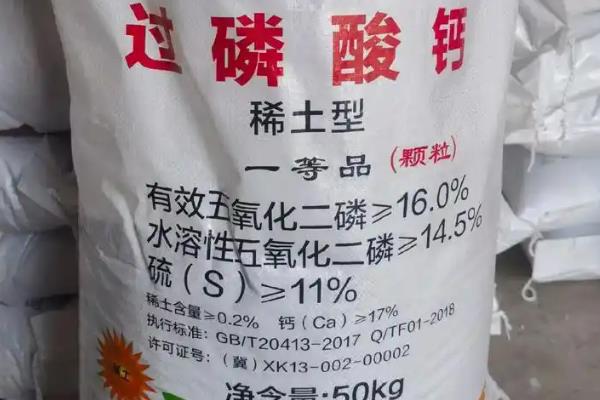 过磷酸钙
稀土型
一等品（颗粒）
有效五氧化二磷≥16.0%
水溶性五氧化二磷≥14.5%
硫（S）≥11%
稀土含量≥0.2% 钙（Ca）≥17%
执行标准：GB/T20413-2017 Q/TF01-2018
许可证号：（冀）XK13-002-00002
净含量:50kg
稀土